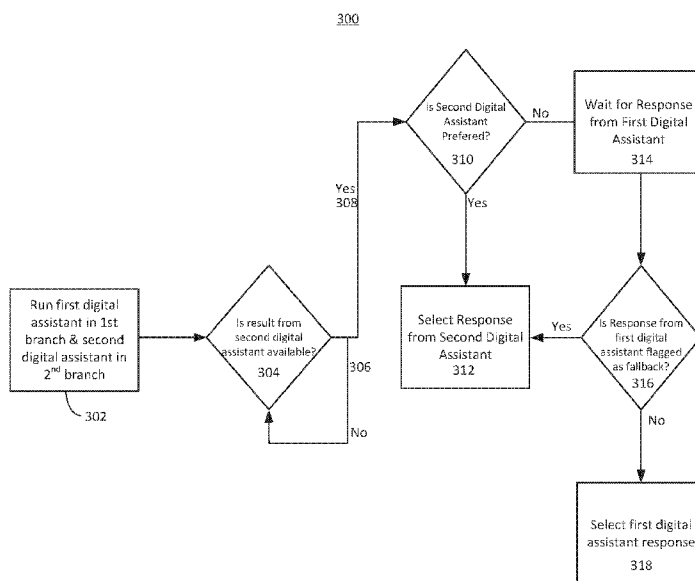 300
Run first digital
assistant in 1st
branch & second
digital assistant in
2nd branch
302
Is result from
second digital
assistant available?
304
306
No
Yes
308
Is Second Digital
Assistant
Prefered?
310
No
Yes
Wait for Response
from First Digital
Assistant
314
Select Response
from Second Digital
Assistant
312
Yes
Is Response from
first digital
assistant flagged
as fallback?
316
No
Select first digital
assistant response
318